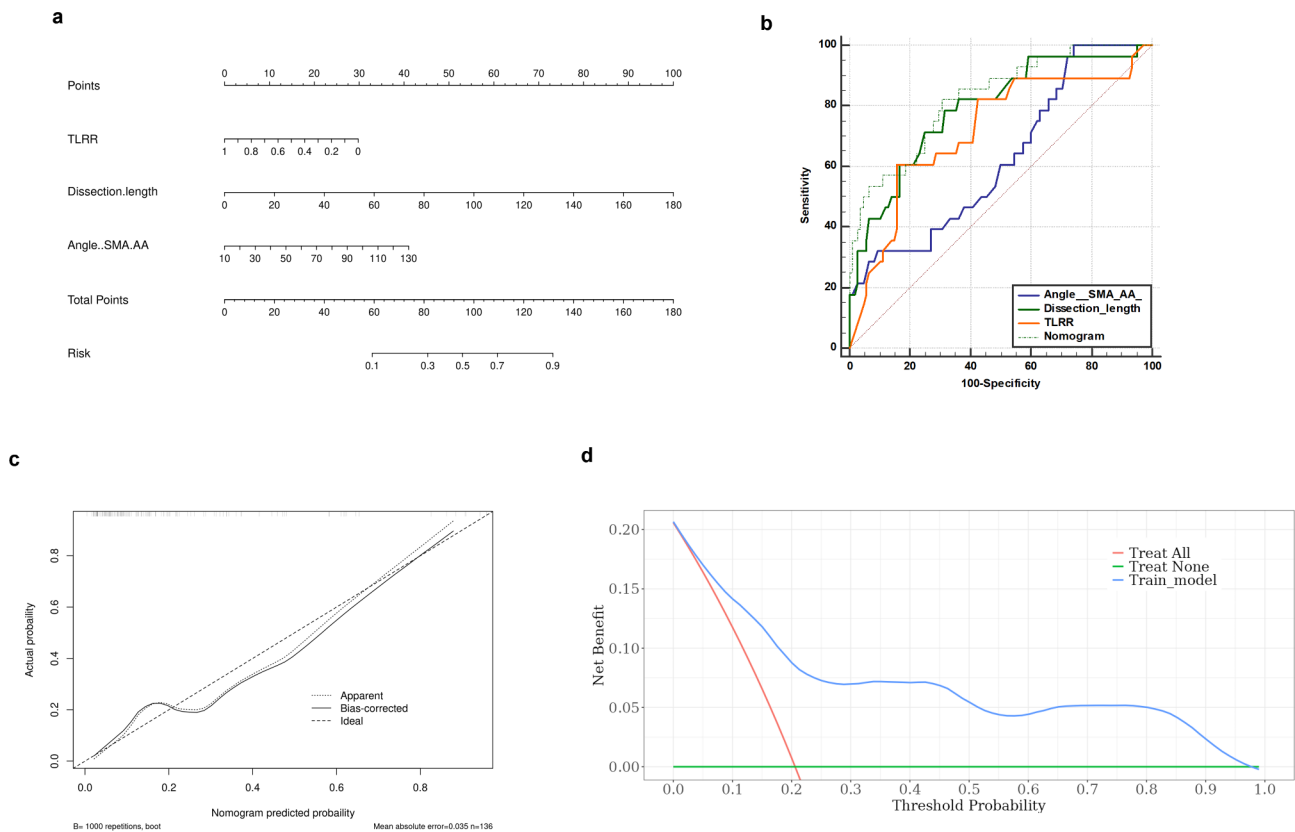 a
Points
0 10 20 30 40 50 60 70 80 90 100
TLRR
1 0.8 0.6 0.4 0.2 0
Dissection.length
0 20 40 60 80 100 120 140 160 180
Angle..SMA.AA
10 30 50 70 90 110 130
Total Points
0 20 40 60 80 100 120 140 160 180
Risk
0.1 0.3 0.5 0.7 0.9
b
Sensitivity
100
80
60
40
20
0
0 20 40 60 80 100
100-Specificity
Angle__SMA_AA_
Dissection_length
TLRR
Nomogram
c
Actual probaility
0.8
0.6
0.4
0.2
0.0
0.0 0.2 0.4 0.6 0.8
Apparent
Bias-corrected
Ideal
Nomogram predicted probaility
B= 1000 repetitions, boot
Mean absolute error=0.035 n=136
d
Net Benefit
0.20
0.15
0.10
0.05
0.00
0.0 0.1 0.2 0.3 0.4 0.5 0.6 0.7 0.8 0.9 1.0
Threshold Probability
Treat All
Treat None
Train_model